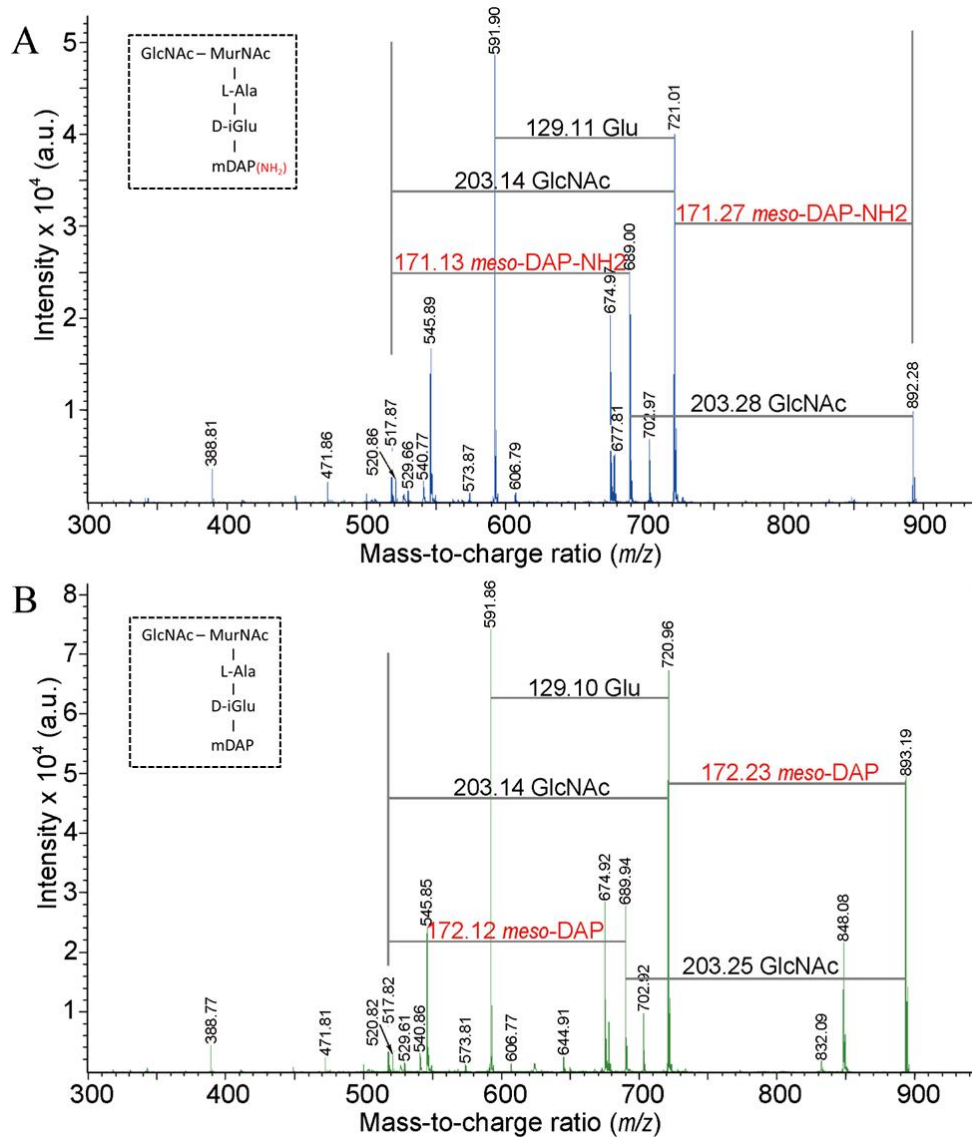 A
GlcNAc – MurNAc
L-Ala
D-iGlu
mDAP(NH₂)
Intensity x 10⁴ (a.u.)
5
4
3
2
1
591.90
721.01
129.11 Glu
203.14 GlcNAc
171.27 meso-DAP-NH2
171.13 meso-DAP-NH2
689.00
674.97
545.89
203.28 GlcNAc
892.28
677.81
702.97
388.81
471.86
520.86
517.87
529.66
540.77
573.87
606.79
300 400 500 600 700 800 900
Mass-to-charge ratio (m/z)
B
GlcNAc – MurNAc
L-Ala
D-iGlu
mDAP
Intensity x 10⁴ (a.u.)
8
7
6
5
4
3
2
1
591.86
720.96
129.10 Glu
172.23 meso-DAP
893.19
203.14 GlcNAc
674.92
689.94
545.85
172.12 meso-DAP
848.08
203.25 GlcNAc
702.92
388.77
471.81
520.82
517.82
529.61
540.86
573.81
606.77
644.91
832.09
300 400 500 600 700 800 900
Mass-to-charge ratio (m/z)